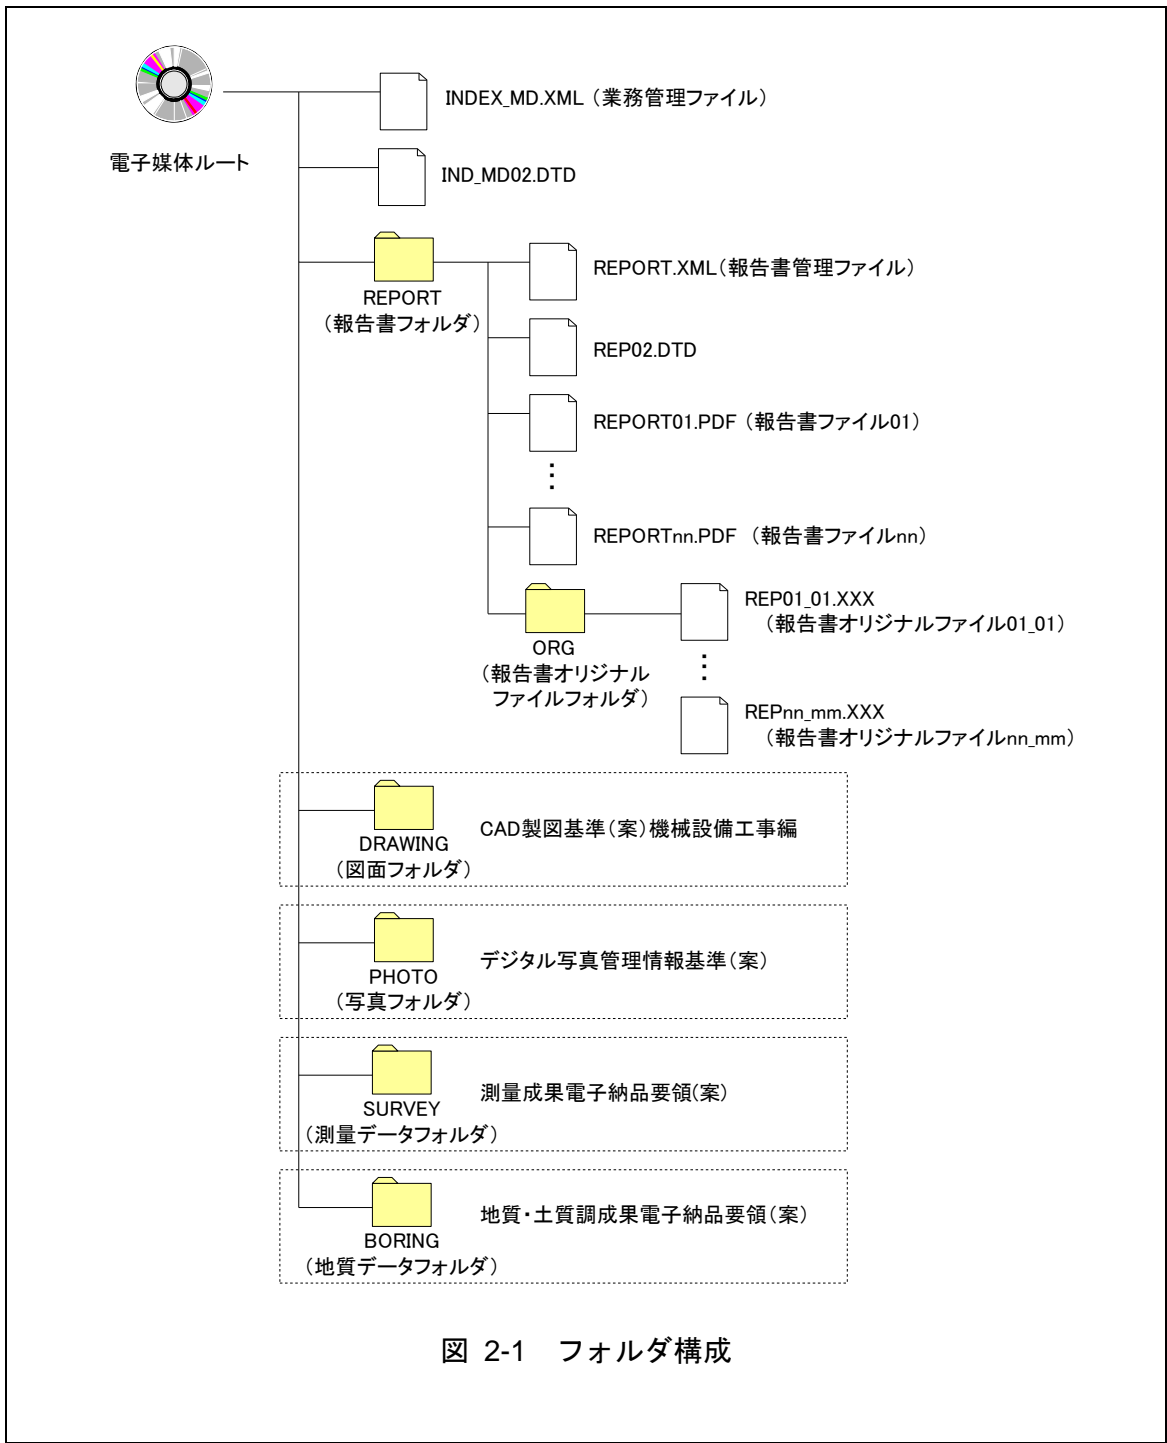 INDEX_MD.XML（業務管理ファイル）
電子媒体ルート
IND_MD02.DTD
REPORT
（報告書フォルダ）
REPORT.XML（報告書管理ファイル）
REP02.DTD
REPORT01.PDF（報告書ファイル01）
⋮
REPORTnn.PDF （報告書ファイルnn）
ORG
（報告書オリジナル
ファイルフォルダ）
REP01_01.XXX
（報告書オリジナルファイル01_01）
⋮
REPnn_mm.XXX
（報告書オリジナルファイルnn_mm）
DRAWING
（図面フォルダ）
CAD製図基準（案）機械設備工事編
PHOTO
（写真フォルダ）
デジタル写真管理情報基準（案）
SURVEY
（測量データフォルダ）
測量成果電子納品要領(案)
BORING
（地質データフォルダ）
地質・土質調成果電子納品要領（案）
図 2-1　フォルダ構成